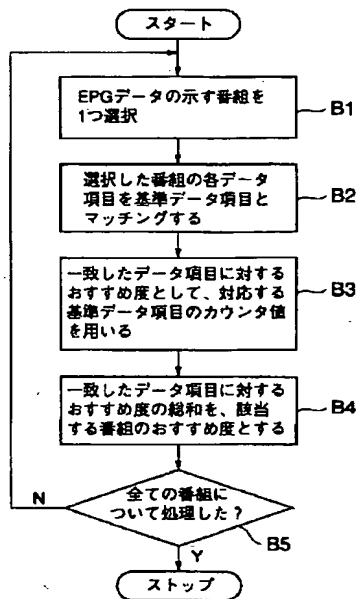 スタート
EPGデータの示す番組を
1つ選択
B1
選択した番組の各データ
項目を基準データ項目と
マッチングする
B2
一致したデータ項目に対する
おすすめ度として、対応する
基準データ項目のカウンタ値
を用いる
B3
一致したデータ項目に対する
おすすめ度の総和を、該当
する番組のおすすめ度とする
B4
全ての番組に
ついて処理した？
N
B5
Y
ストップ